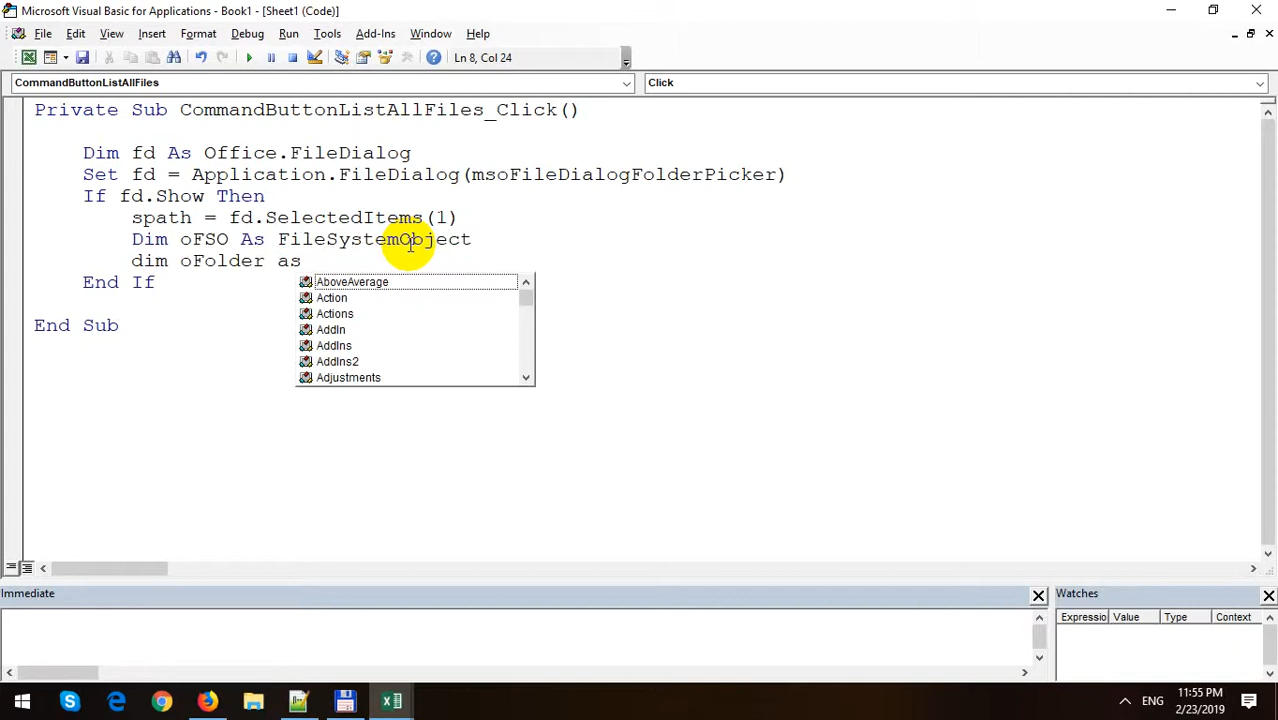 Microsoft Visual Basic for Applications - Book1 - [Sheet1 (Code)]
File Edit View Insert Format Debug Run Tools Add-Ins Window Help
Ln 8, Col 24
CommandButtonListAllFiles Click
Private Sub CommandButtonListAllFiles_Click()
Dim fd As Office.FileDialog
Set fd = Application.FileDialog(msoFileDialogFolderPicker)
If fd.Show Then
spath = fd.SelectedItems(1)
Dim oFSO As FileSystemObject
dim oFolder as
End If
AboveAverage
Action
Actions
AddIn
AddIns
AddIns2
Adjustments
End Sub
Immediate
Watches
Expressio Value Type Context
ENG
11:55 PM
2/23/2019